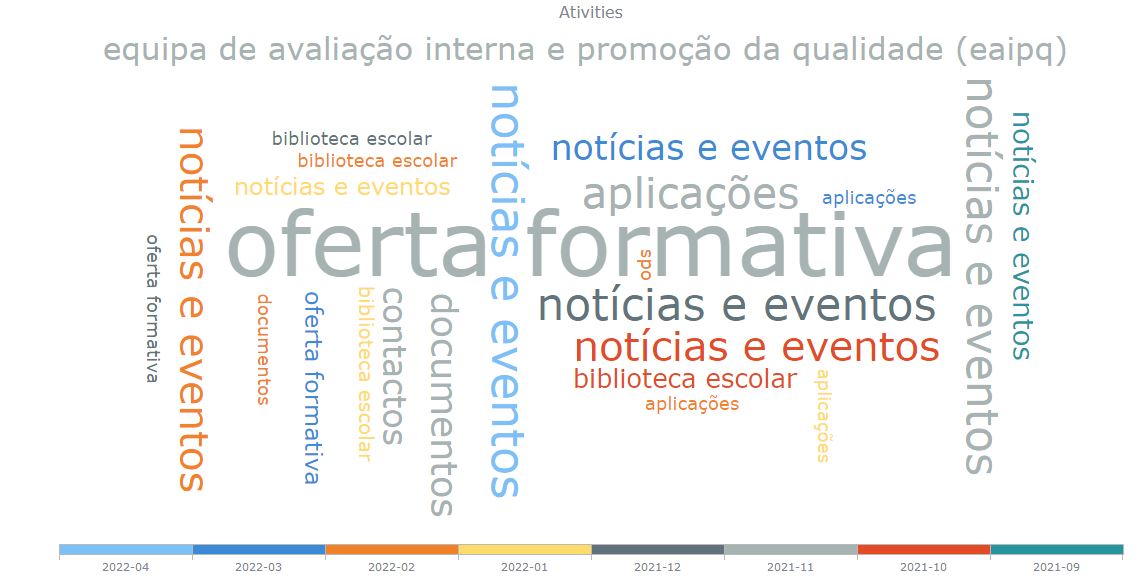 Ativities
equipa de avaliação interna e promoção da qualidade (eaipq)
notícias e eventos
biblioteca escolar
biblioteca escolar
notícias e eventos
notícias e eventos
notícias e eventos
aplicações
aplicações
notícias e eventos
notícias e eventos
oferta formativa
oferta formativa
spo
documentos
oferta formativa
biblioteca escolar
contactos
documentos
notícias e eventos
notícias e eventos
biblioteca escolar
aplicações
aplicações
2022-04
2022-03
2022-02
2022-01
2021-12
2021-11
2021-10
2021-09